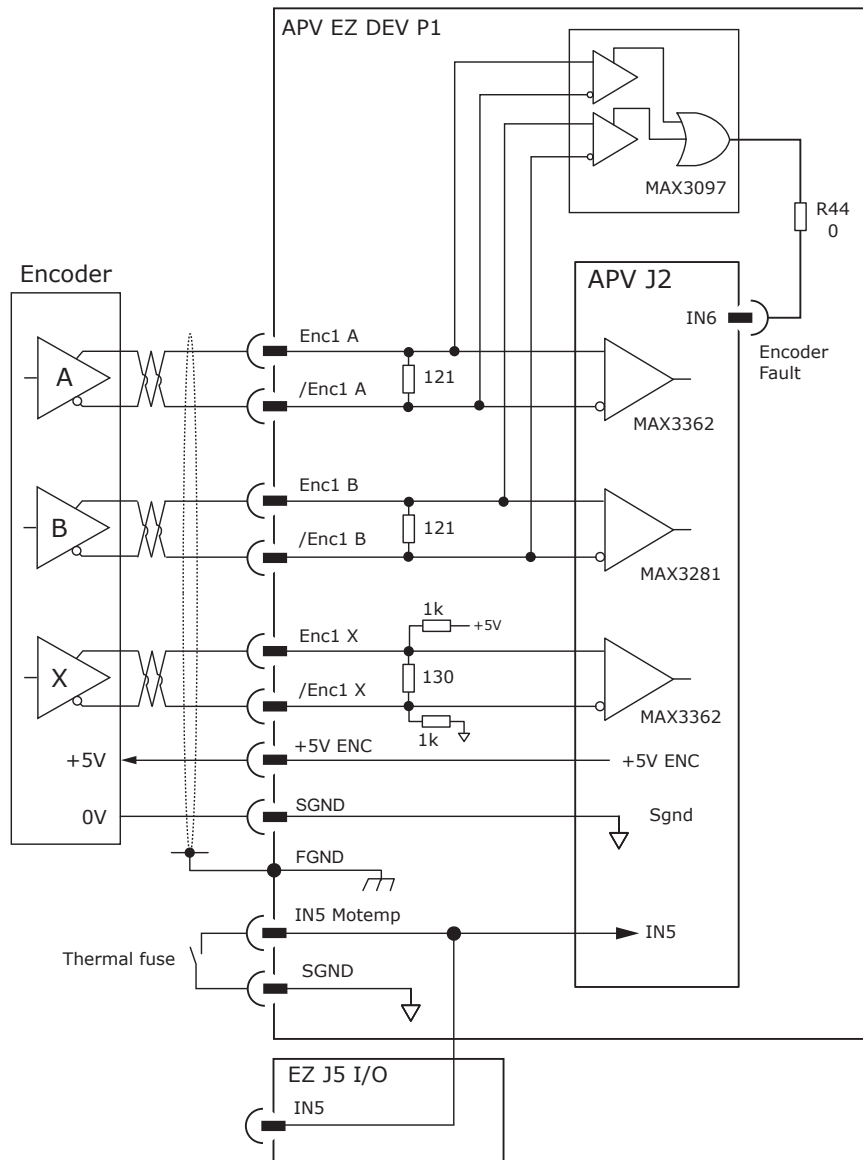 APV EZ DEV P1
MAX3097
R44
0
Encoder
APV J2
IN6
Encoder
Fault
A
Enc1 A
/Enc1 A
121
MAX3362
B
Enc1 B
/Enc1 B
121
MAX3281
X
Enc1 X
/Enc1 X
1k
+5V
130
1k
MAX3362
+5V
+5V ENC
+5V ENC
0V
SGND
Sgnd
FGND
IN5 Motemp
IN5
Thermal fuse
SGND
EZ J5 I/O
IN5